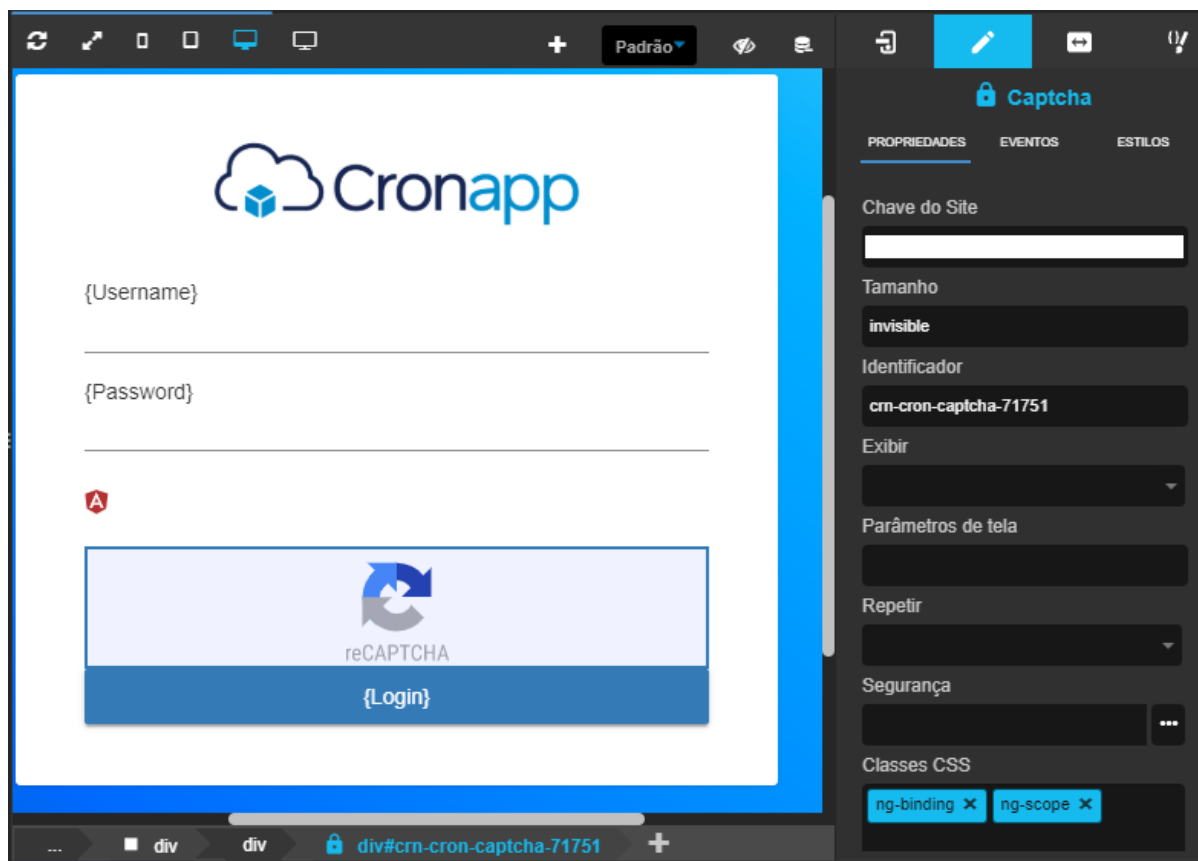 Padrão
Captcha
PROPRIEDADES EVENTOS ESTILOS
Cronapp
Chave do Site
{Username}
Tamanho
invisible
Identificador
{Password}
crn-cron-captcha-71751
Exibir
Parâmetros de tela
Repetir
reCAPTCHA
Segurança
{Login}
Classes CSS
ng-binding ng-scope
... div div div#crn-cron-captcha-71751